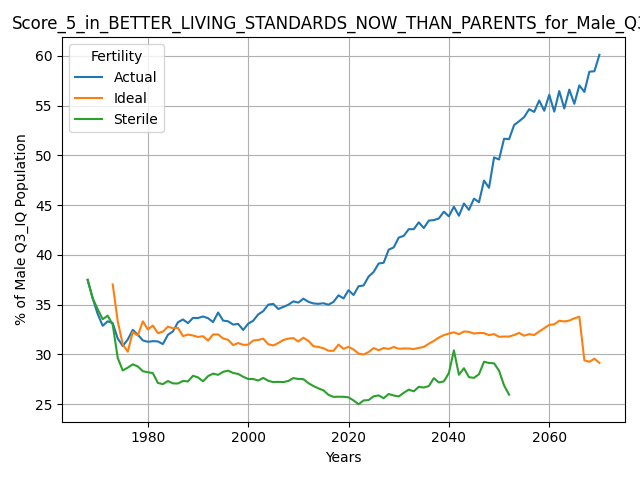 Score_5_in_BETTER_LIVING_STANDARDS_NOW_THAN_PARENTS_for_Male_Q3
Fertility
Actual
Ideal
Sterile
% of Male Q3_IQ Population
60
55
50
45
40
35
30
25
1980
2000
2020
2040
2060
Years